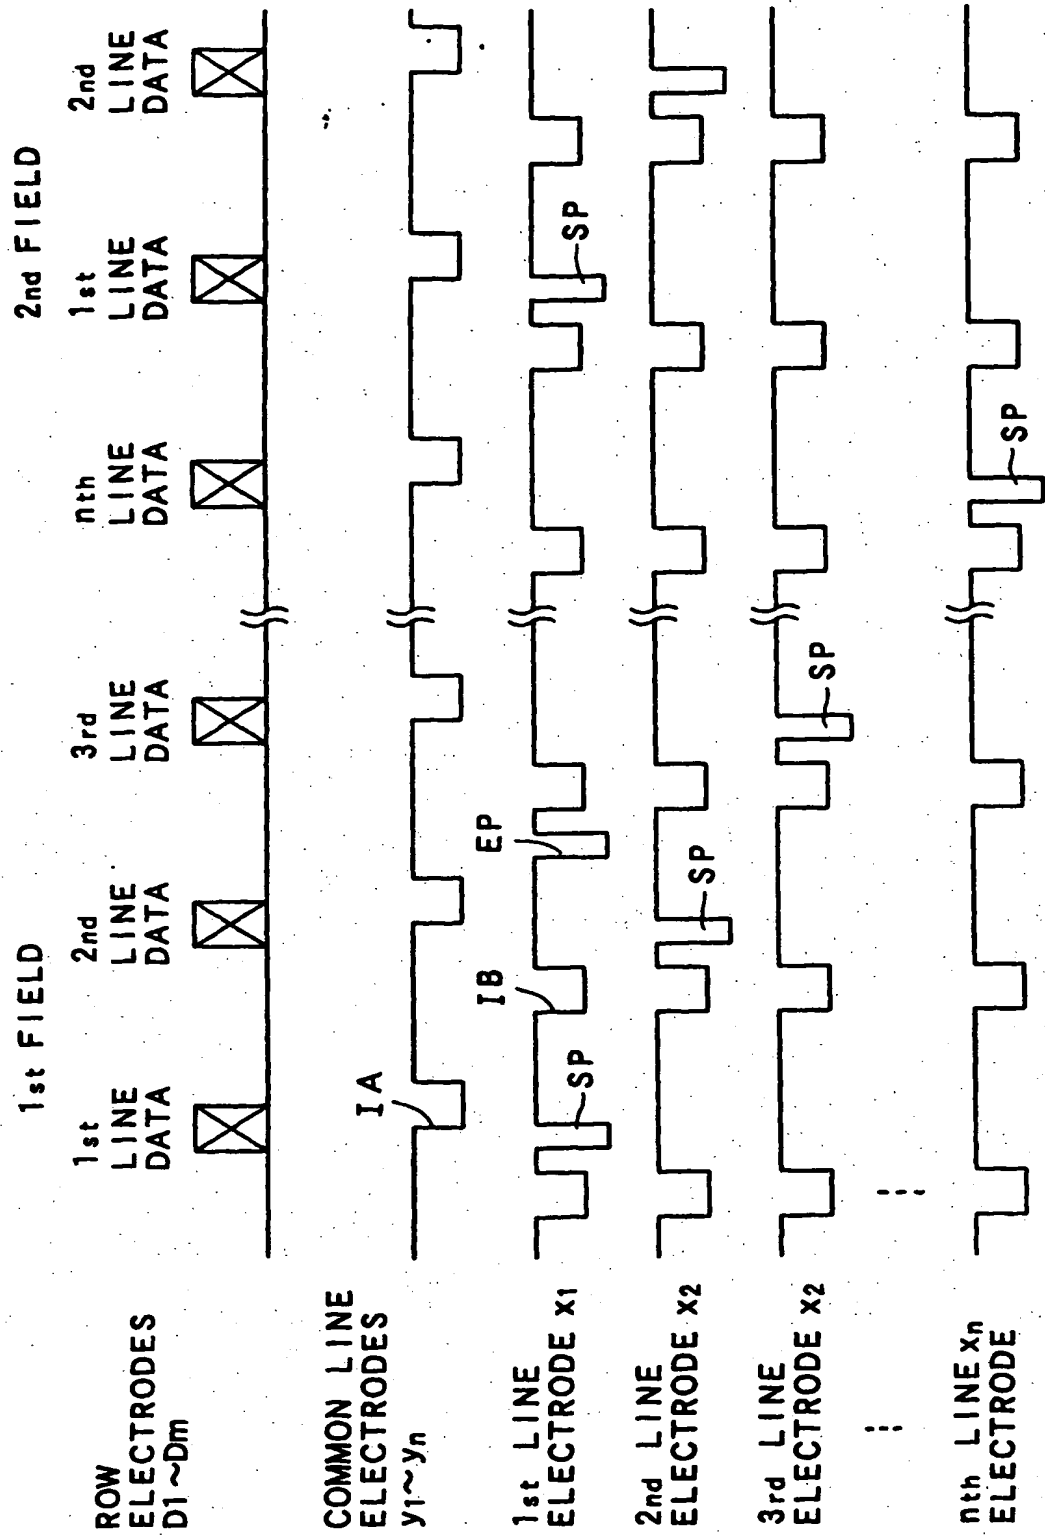 1st FIELD
2nd FIELD
1st
LINE
DATA
2nd
LINE
DATA
3rd
LINE
DATA
nth
LINE
DATA
1st
LINE
DATA
2nd
LINE
DATA
ROW
ELECTRODES
D1~Dm
COMMON LINE
ELECTRODES
y1~yn
IA
1st LINE
ELECTRODE x1
SP
IB
EP
SP
2nd LINE
ELECTRODE x2
SP
3rd LINE
ELECTRODE x2
SP
nth LINE xn
ELECTRODE
SP